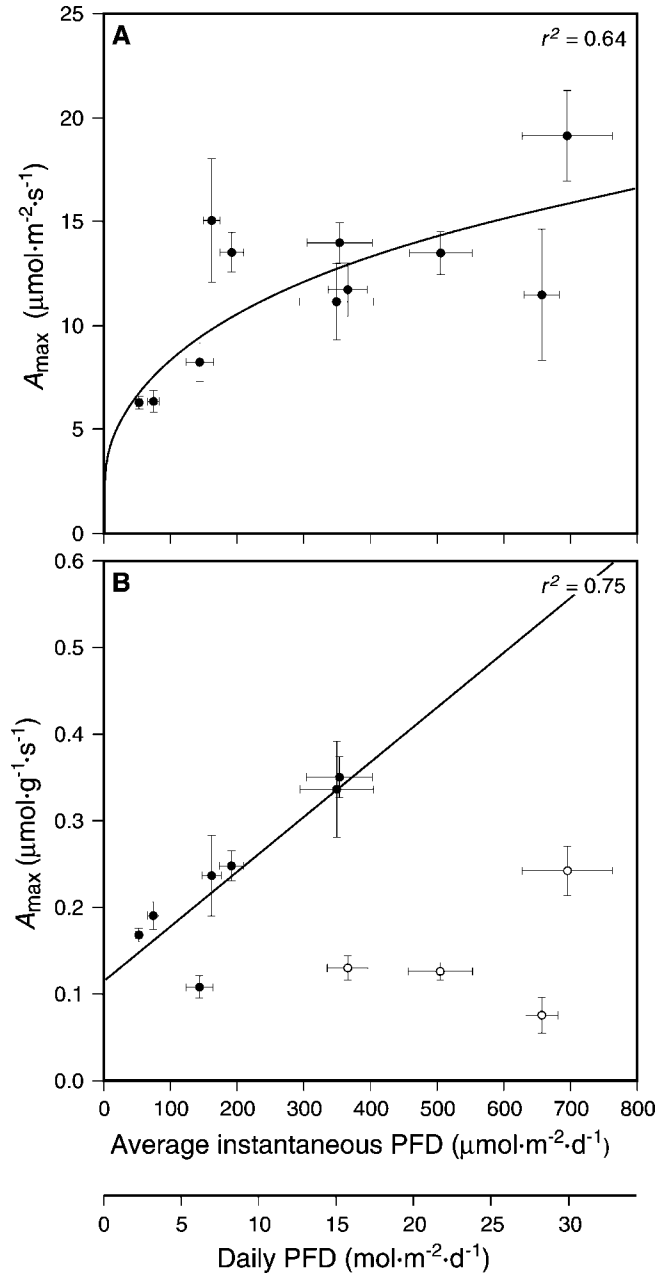 A
r² = 0.64
25
20
15
10
5
0
Amax (μmol·m⁻²·s⁻¹)
B
r² = 0.75
0.6
0.5
0.4
0.3
0.2
0.1
0.0
Amax (μmol·g⁻¹·s⁻¹)
0 100 200 300 400 500 600 700 800
Average instantaneous PFD (μmol·m⁻²·d⁻¹)
0 5 10 15 20 25 30
Daily PFD (mol·m⁻²·d⁻¹)